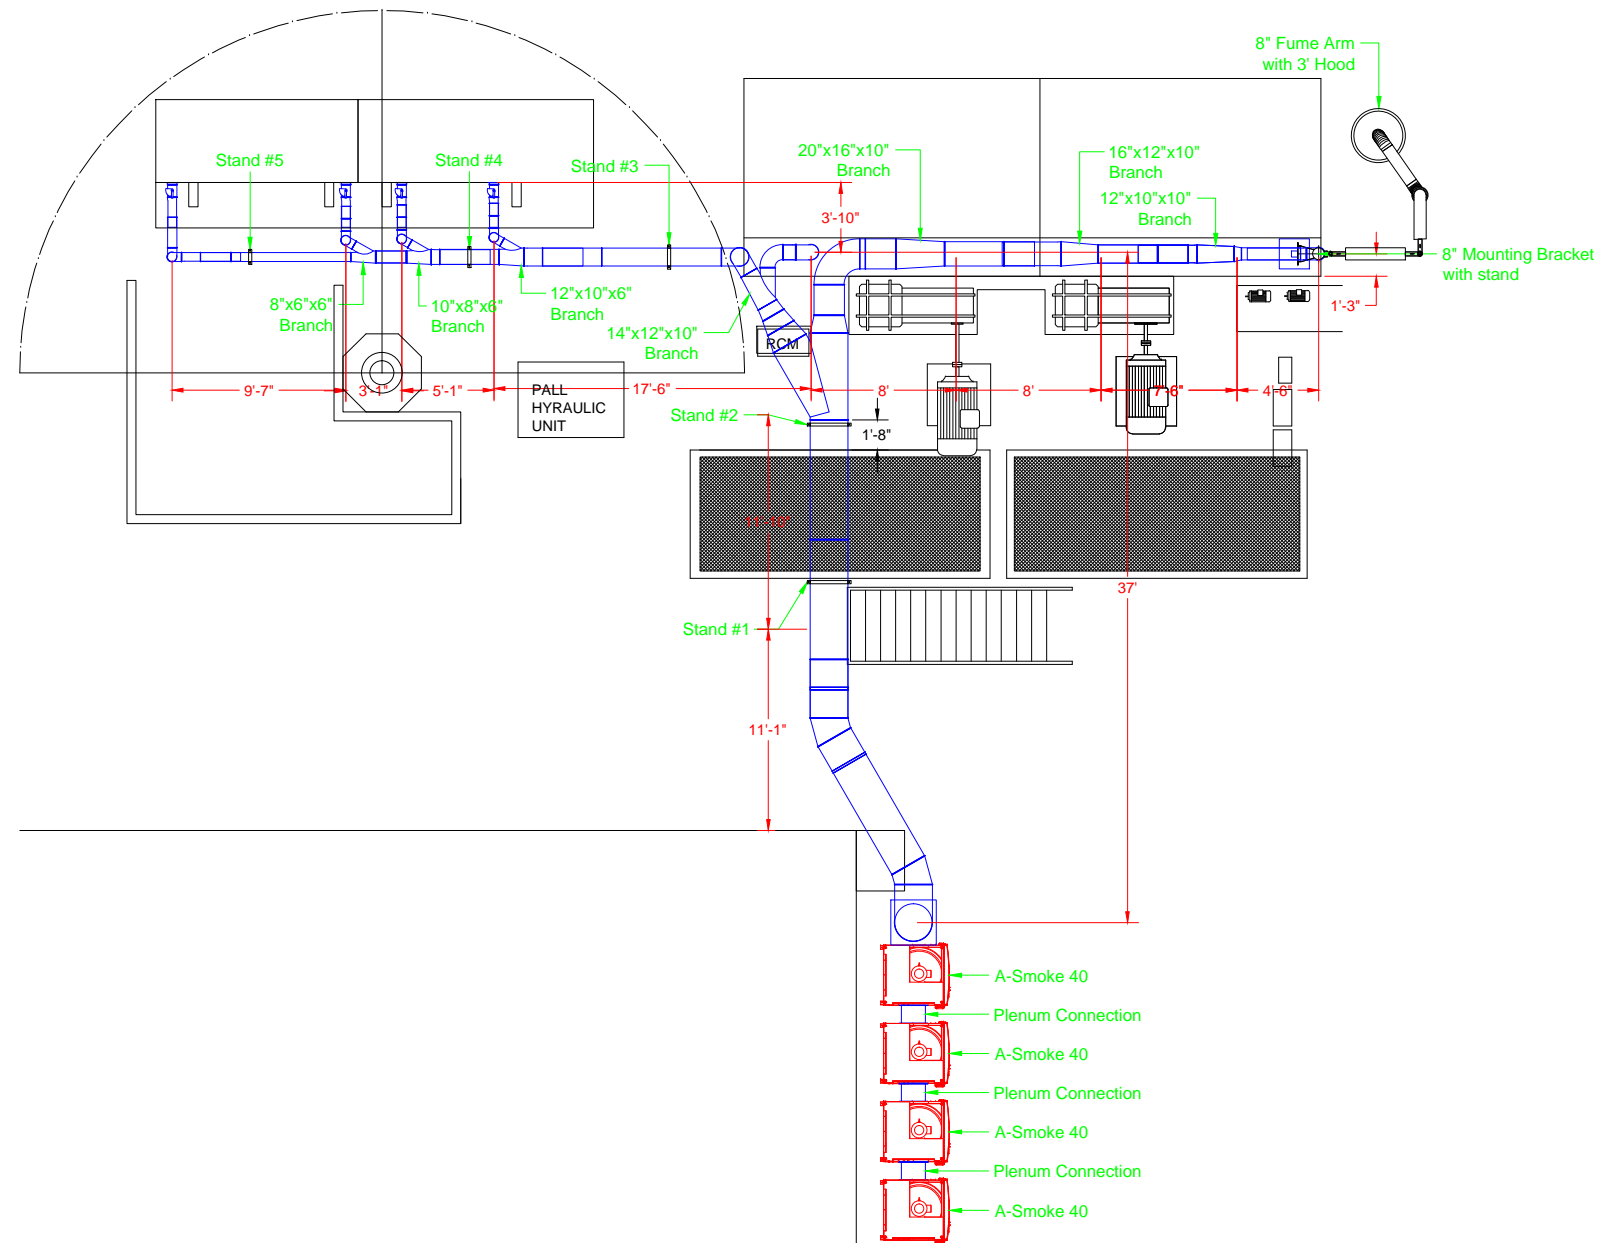 8" Fume Arm
with 3' Hood
Stand #5
Stand #4
Stand #3
20"x16"x10"
Branch
16"x12"x10"
Branch
12"x10"x10"
Branch
3'-10"
8" Mounting Bracket
with stand
1'-3"
8"x6"x6"
Branch
10"x8"x6"
Branch
12"x10"x6"
Branch
14"x12"x10"
Branch
RCM
9'-7"
3'-1"
5'-1"
17'-6"
8'
8'
7'-6"
4'-6"
PALL
HYRAULIC
UNIT
Stand #2
1'-8"
11'-10"
37'
Stand #1
11'-1"
A-Smoke 40
Plenum Connection
A-Smoke 40
Plenum Connection
A-Smoke 40
Plenum Connection
A-Smoke 40